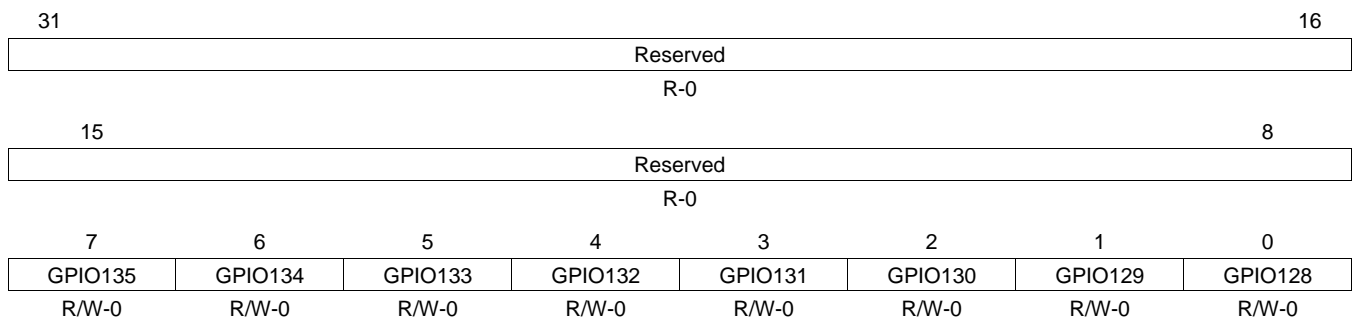 31 16
Reserved
R-0
15 8
Reserved
R-0
7 6 5 4 3 2 1 0
GPIO135 GPIO134 GPIO133 GPIO132 GPIO131 GPIO130 GPIO129 GPIO128
R/W-0 R/W-0 R/W-0 R/W-0 R/W-0 R/W-0 R/W-0 R/W-0